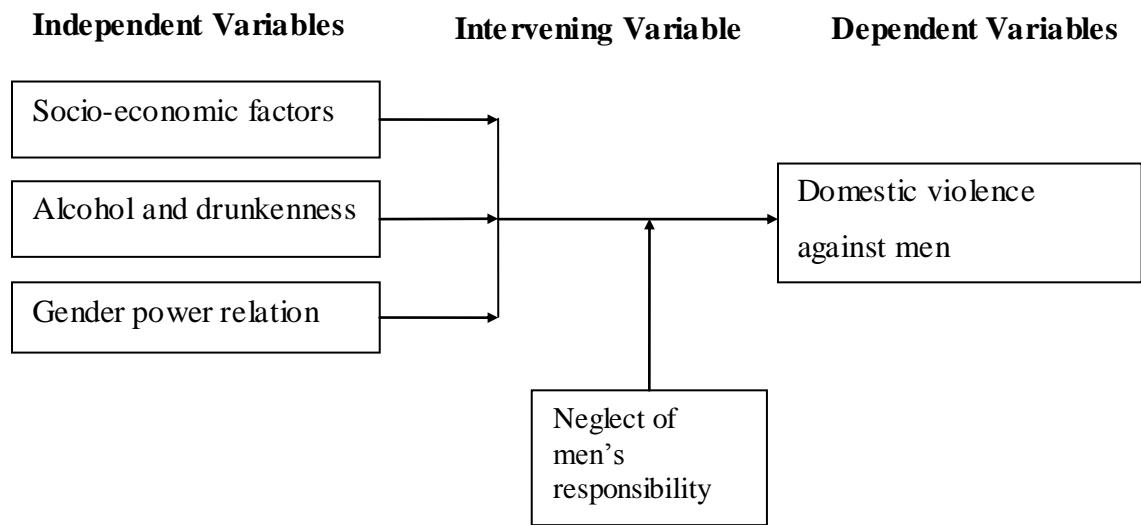 Independent Variables
Intervening Variable
Dependent Variables
Socio-economic factors
Alcohol and drunkenness
Gender power relation
Domestic violence
against men
Neglect of
men’s
responsibility